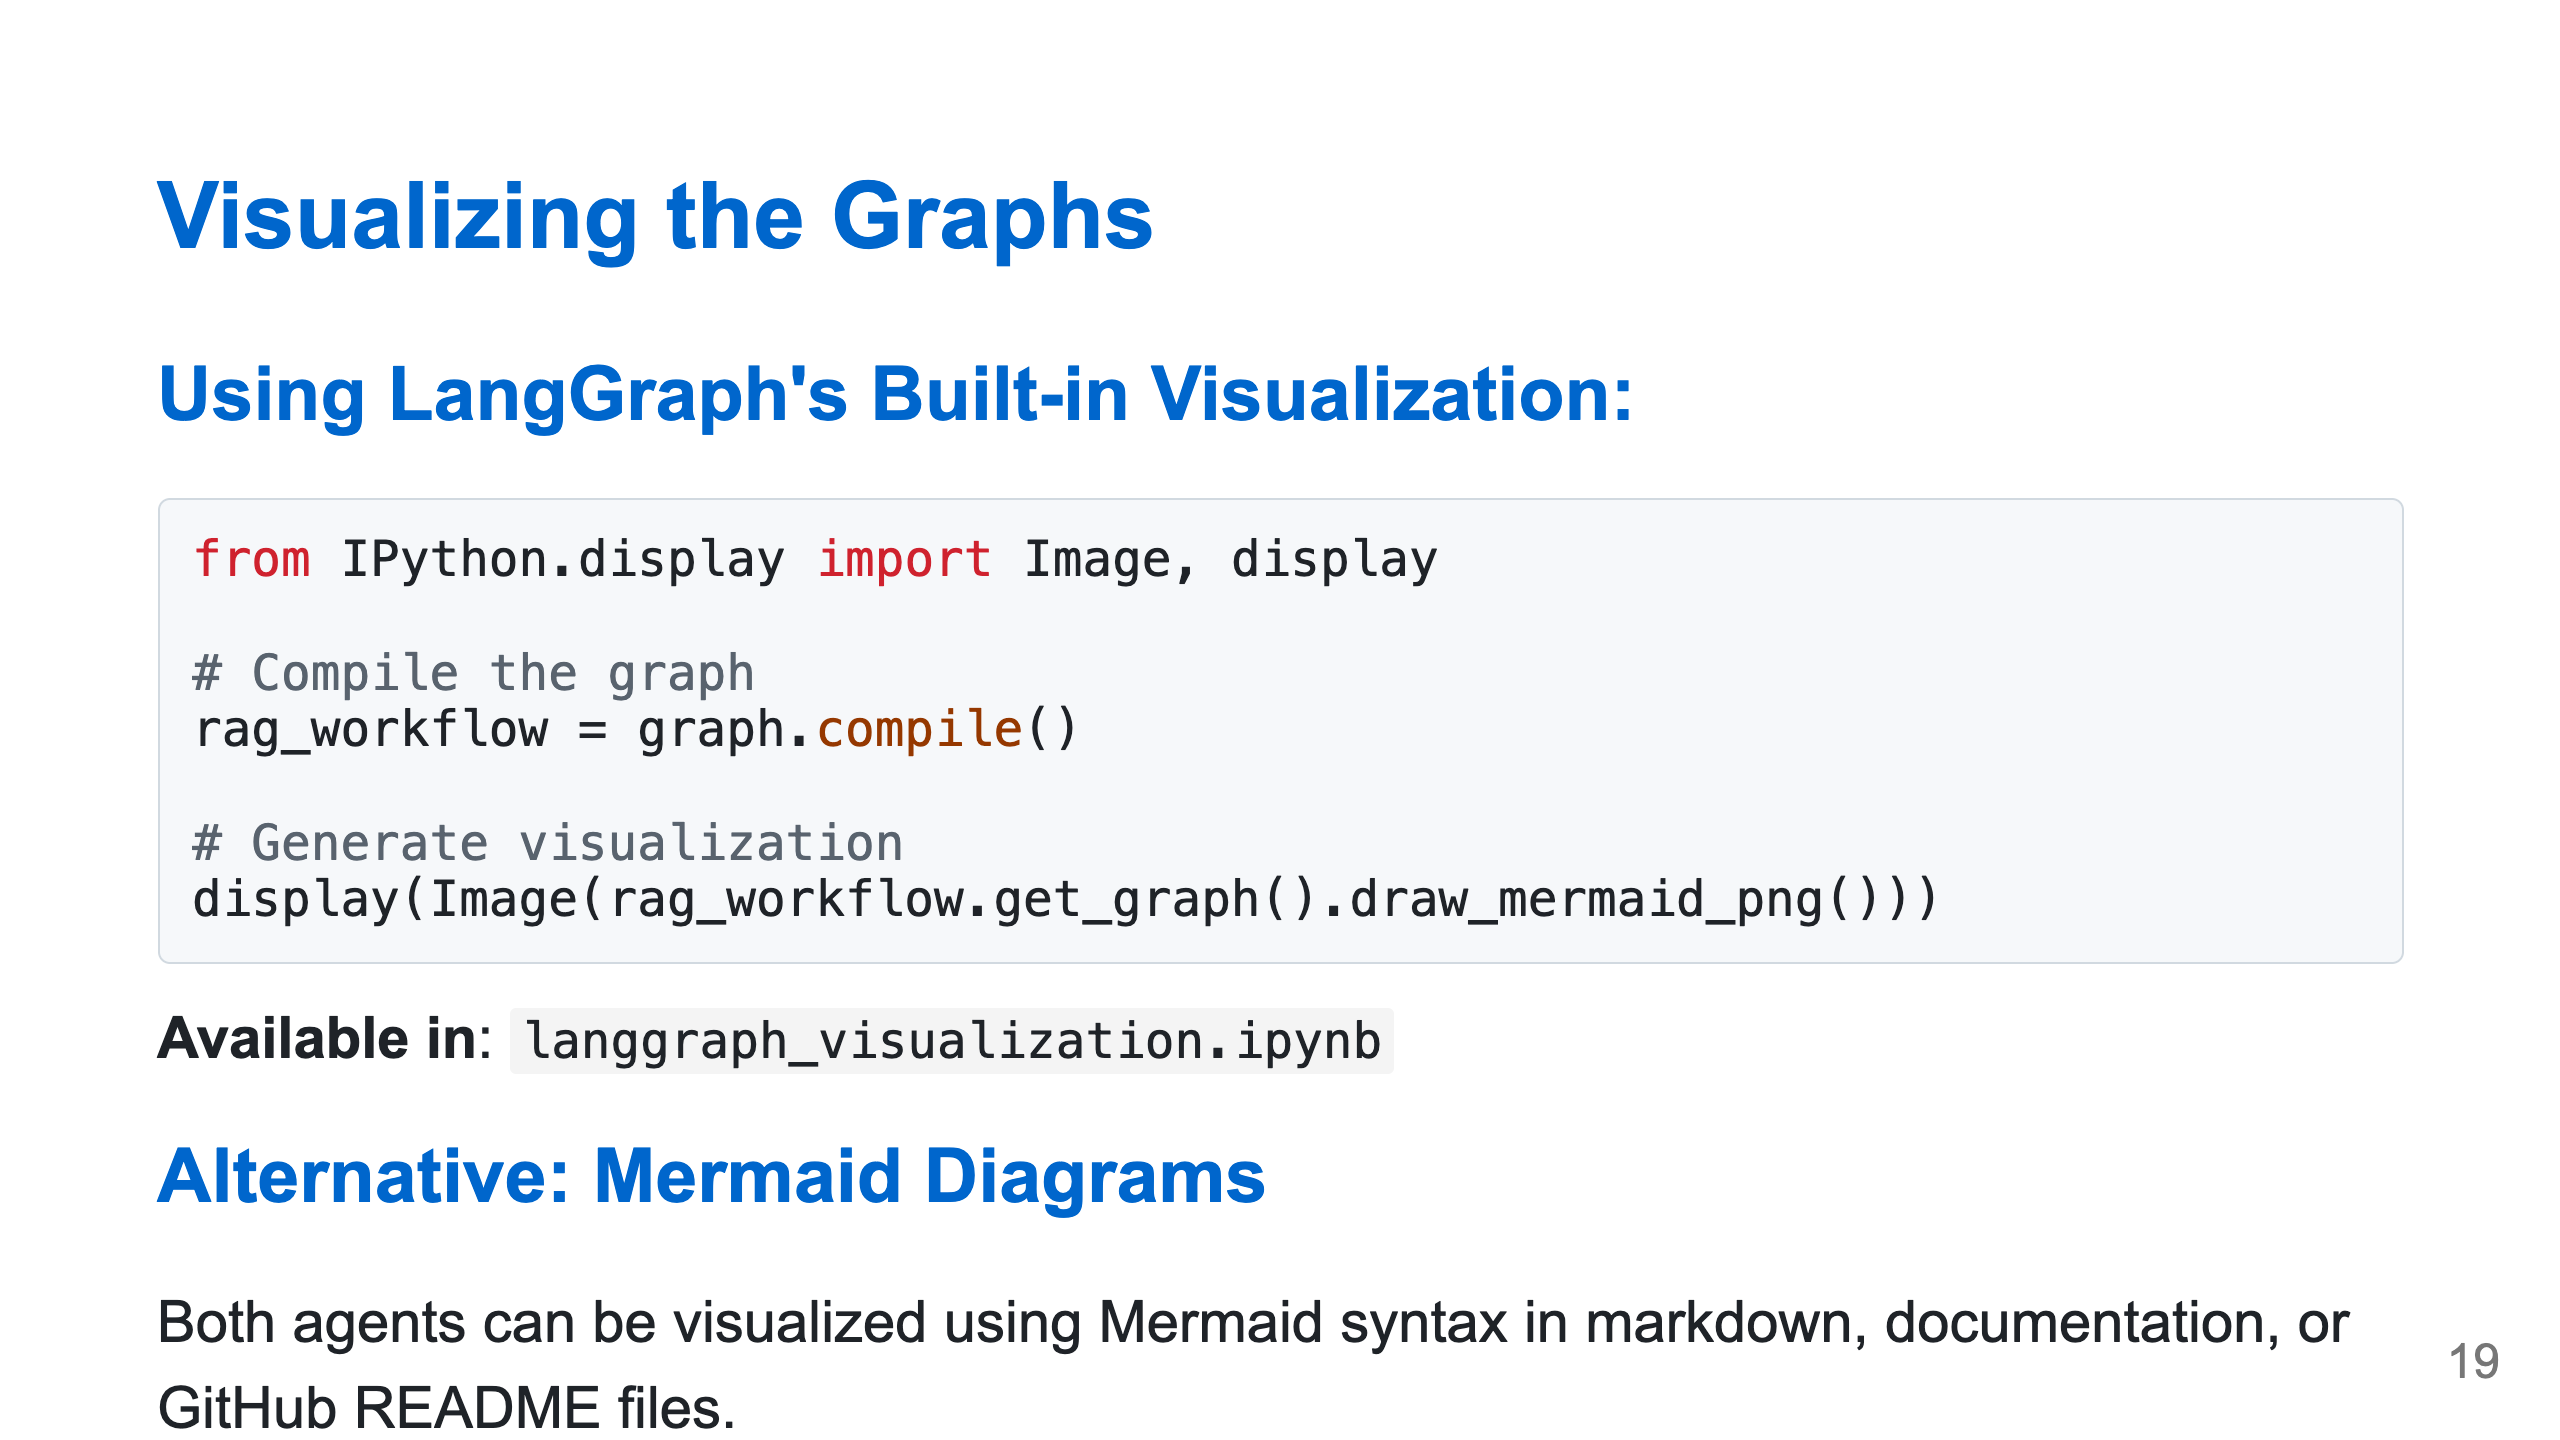 Visualizing the Graphs
Using LangGraph's Built-in Visualization:
from IPython.display import Image, display
# Compile the graph
rag_workflow = graph.compile()
# Generate visualization
display(Image(rag_workflow.get_graph().draw_mermaid_png()))
Available in: langgraph_visualization.ipynb
Alternative: Mermaid Diagrams
Both agents can be visualized using Mermaid syntax in markdown, documentation, or
GitHub README files.
19